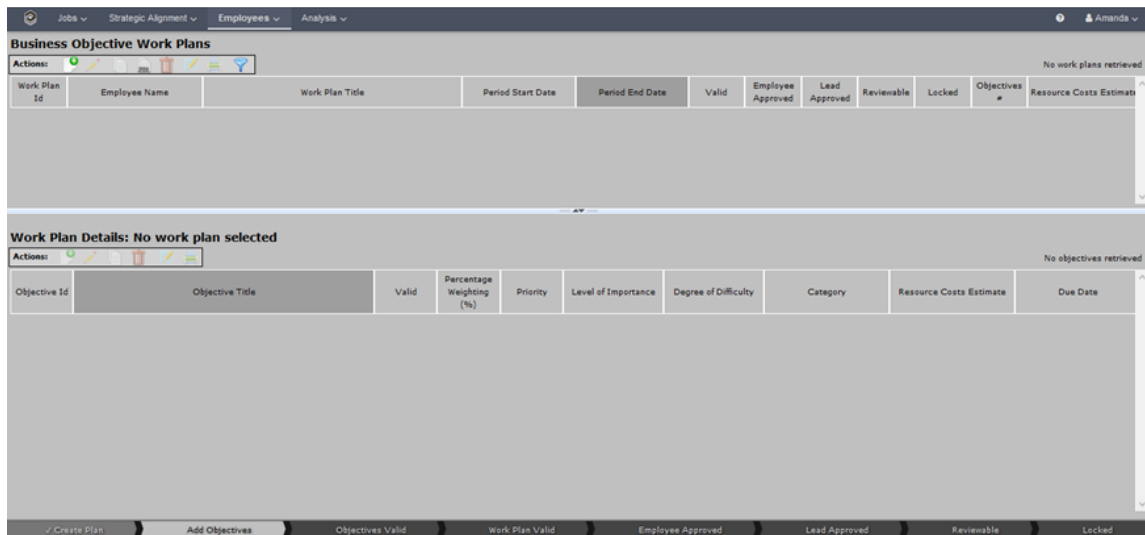 Jobs Strategic Alignment Employees Analysis Amanda
Business Objective Work Plans
Actions: No work plans retrieved
Work Plan Id Employee Name Work Plan Title Period Start Date Period End Date Valid Employee Approved Lead Approved Reviewable Locked Objectives # Resource Costs Estimate
Work Plan Details: No work plan selected
Actions: No objectives retrieved
Objective Id Objective Title Valid Percentage Weighting (%) Priority Level of Importance Degree of Difficulty Category Resource Costs Estimate Due Date
✓ Create Plan Add Objectives Objectives Valid Work Plan Valid Employee Approved Lead Approved Reviewable Locked